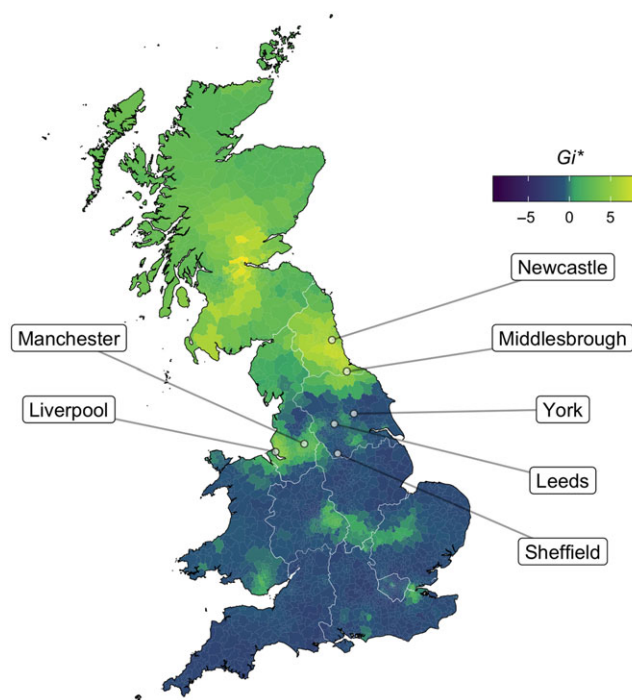 Gi*
−5 0 5
Newcastle
Manchester
Middlesbrough
Liverpool
York
Leeds
Sheffield